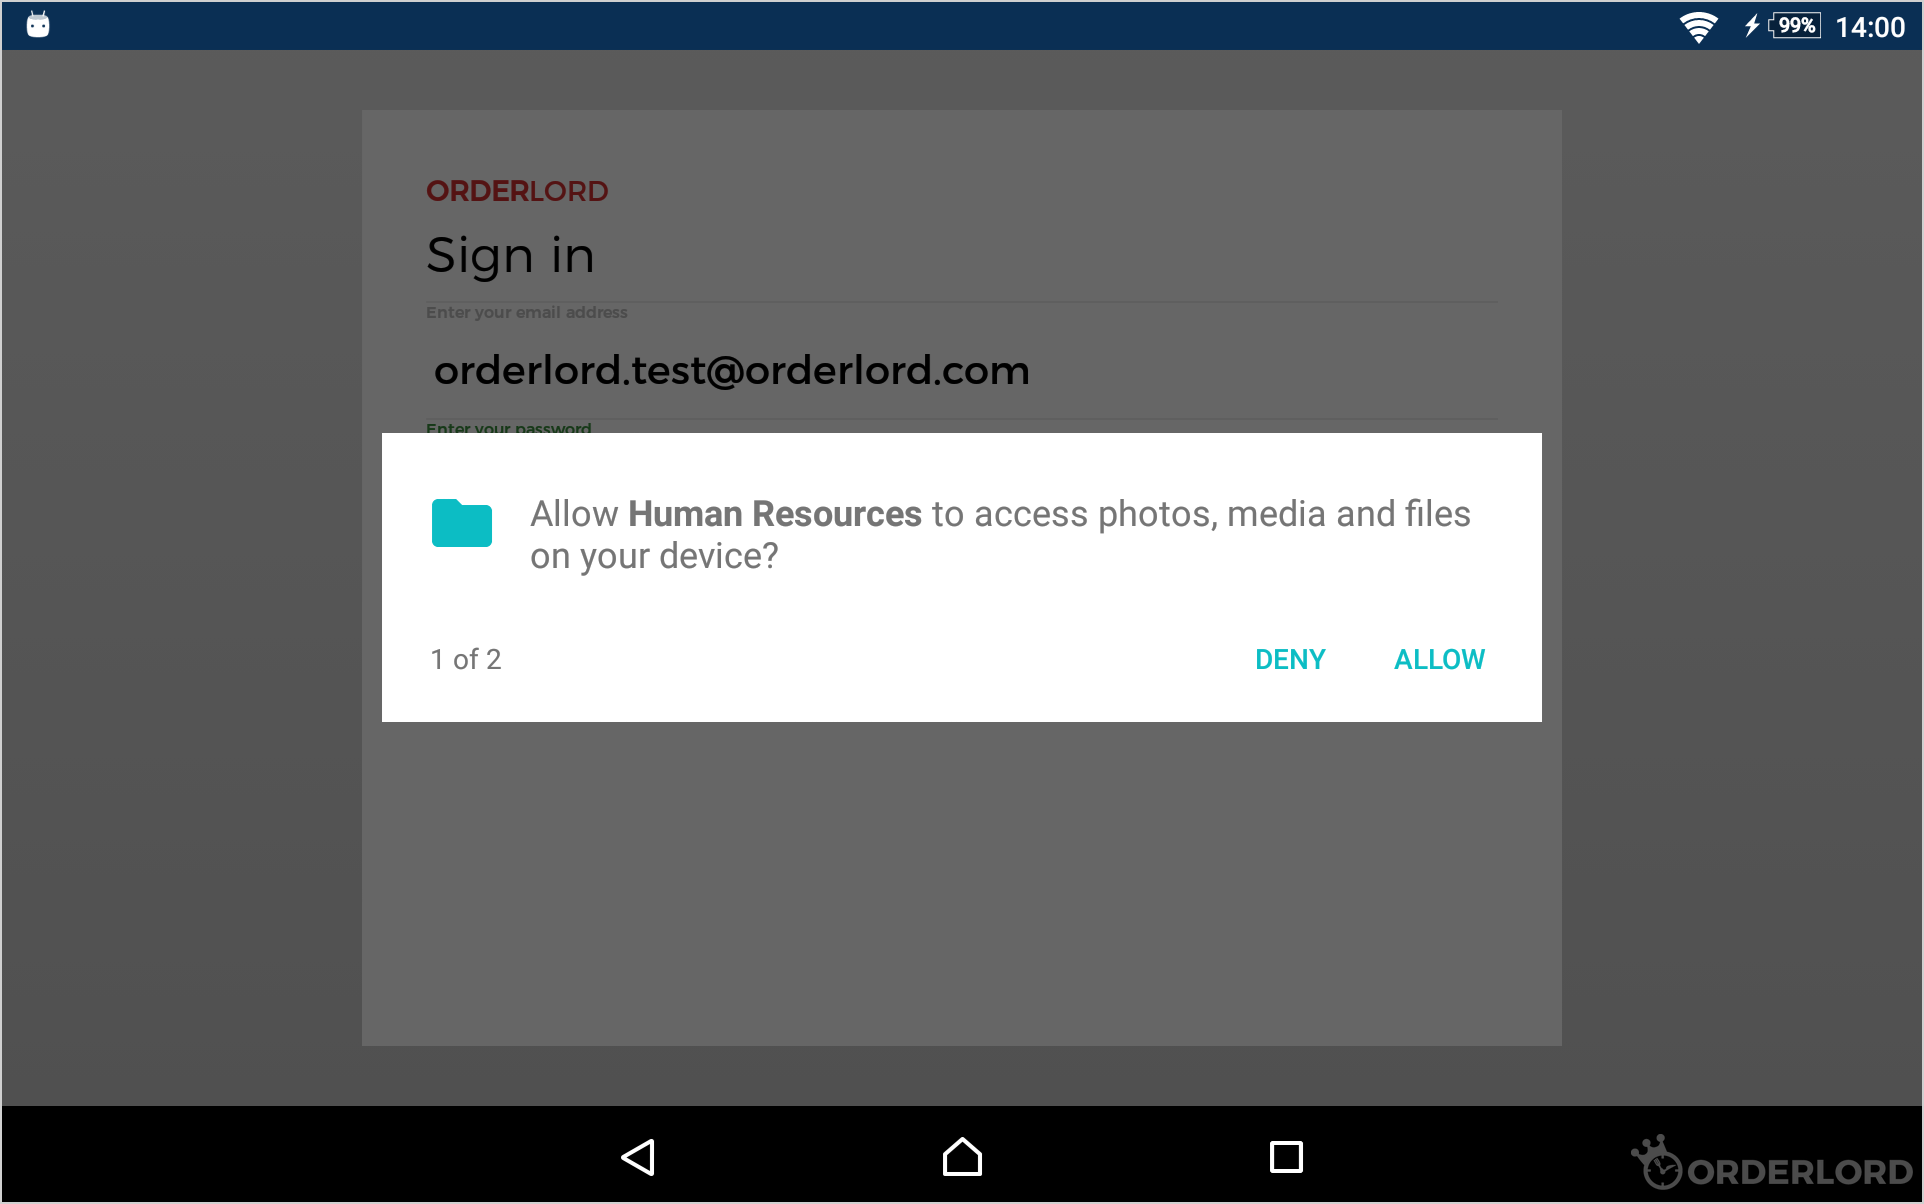 99% 14:00
ORDERLORD
Sign in
Enter your email address
orderlord.test@orderlord.com
Enter your password
Allow Human Resources to access photos, media and files
on your device?
1 of 2 DENY ALLOW
ORDERLORD